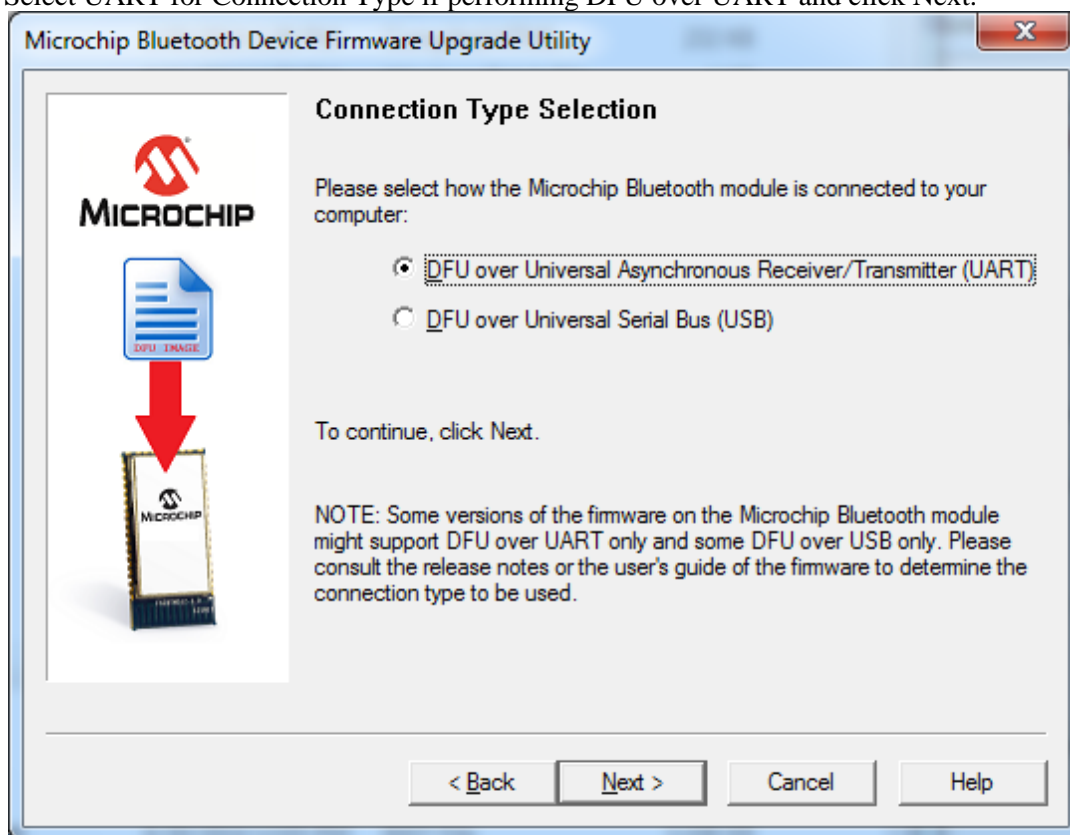 Select UART for Connection Type if performing DFU over UART and click Next.
Microchip Bluetooth Device Firmware Upgrade Utility
Connection Type Selection
MICROCHIP
Please select how the Microchip Bluetooth module is connected to your
computer:
DFU over Universal Asynchronous Receiver/Transmitter (UART)
DFU over Universal Serial Bus (USB)
DFU IMAGE
To continue, click Next.
MICROCHIP
NOTE: Some versions of the firmware on the Microchip Bluetooth module
might support DFU over UART only and some DFU over USB only. Please
consult the release notes or the user's guide of the firmware to determine the
connection type to be used.
< Back Next > Cancel Help